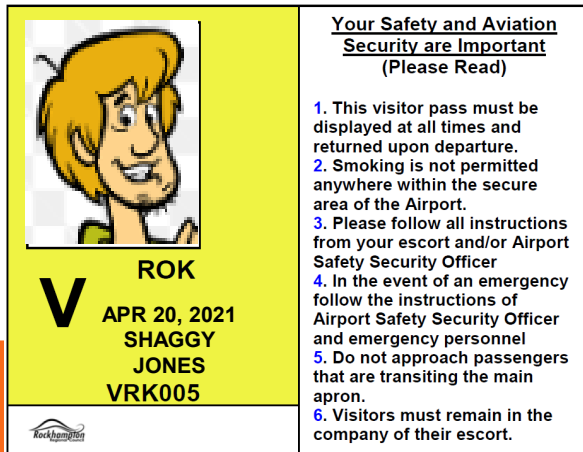 ROK
V
APR 20, 2021
SHAGGY
JONES
VRK005
Rockhampton
Regional Council
Your Safety and Aviation
Security are Important
(Please Read)
1. This visitor pass must be
displayed at all times and
returned upon departure.
2. Smoking is not permitted
anywhere within the secure
area of the Airport.
3. Please follow all instructions
from your escort and/or Airport
Safety Security Officer
4. In the event of an emergency
follow the instructions of
Airport Safety Security Officer
and emergency personnel
5. Do not approach passengers
that are transiting the main
apron.
6. Visitors must remain in the
company of their escort.